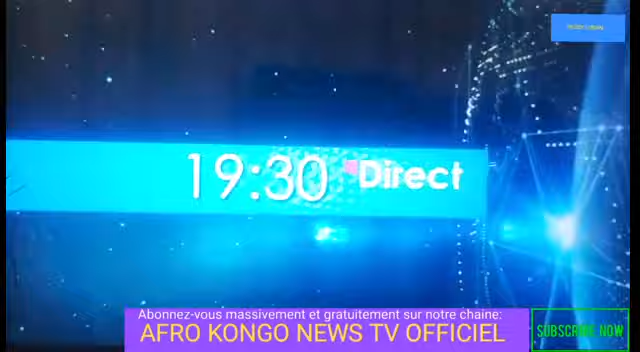 19:30 Direct
Abonnez-vous massivement et gratuitement sur notre chaine:
AFRO KONGO NEWS TV OFFICIEL
SUBSCRIBE NOW